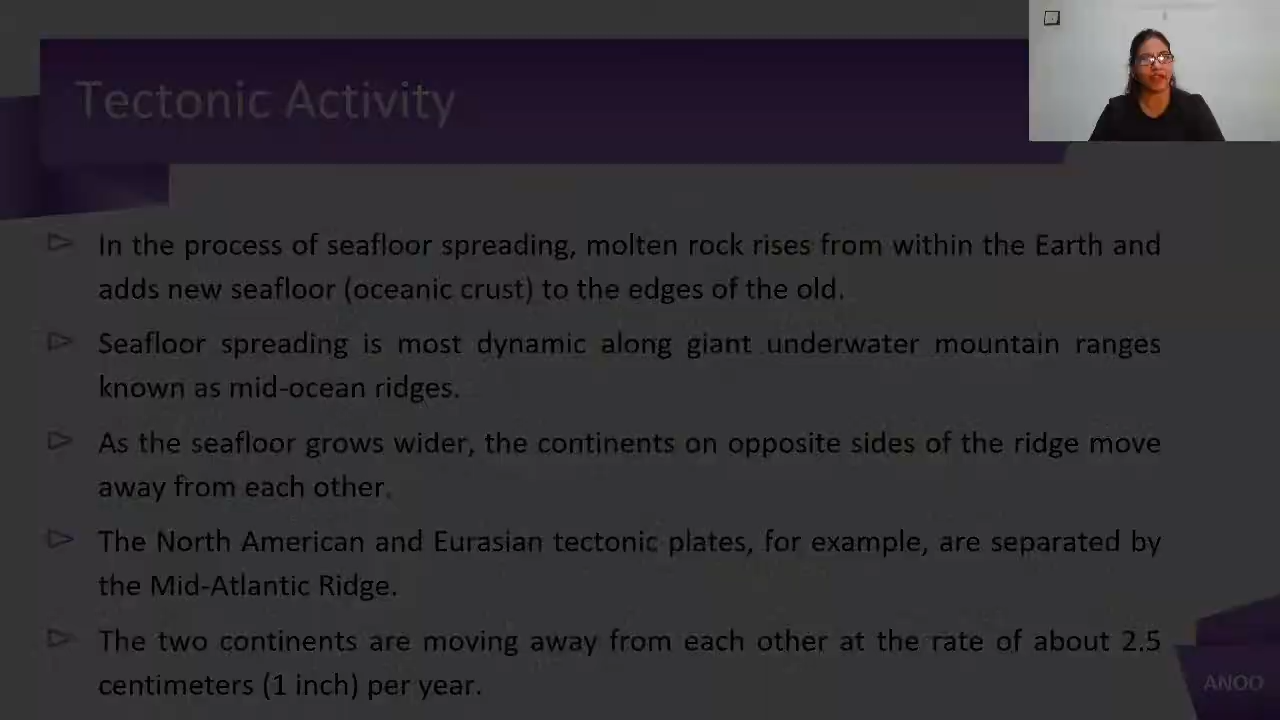 Tectonic Activity
In the process of seafloor spreading, molten rock rises from within the Earth and
adds new seafloor (oceanic crust) to the edges of the old.
Seafloor spreading is most dynamic along giant underwater mountain ranges
known as mid-ocean ridges.
As the seafloor grows wider, the continents on opposite sides of the ridge move
away from each other.
The North American and Eurasian tectonic plates, for example, are separated by
the Mid-Atlantic Ridge.
The two continents are moving away from each other at the rate of about 2.5
centimeters (1 inch) per year.
ANOO